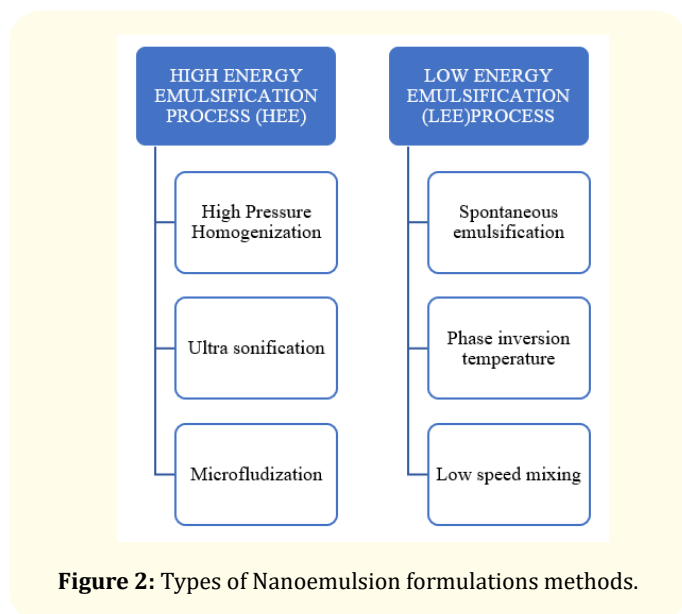 HIGH ENERGY
EMULSIFICATION
PROCESS (HEE)
High Pressure
Homogenization
Ultra sonification
Microfludization
LOW ENERGY
EMULSIFICATION
(LEE)PROCESS
Spontaneous
emulsification
Phase inversion
temperature
Low speed mixing
Figure 2: Types of Nanoemulsion formulations methods.